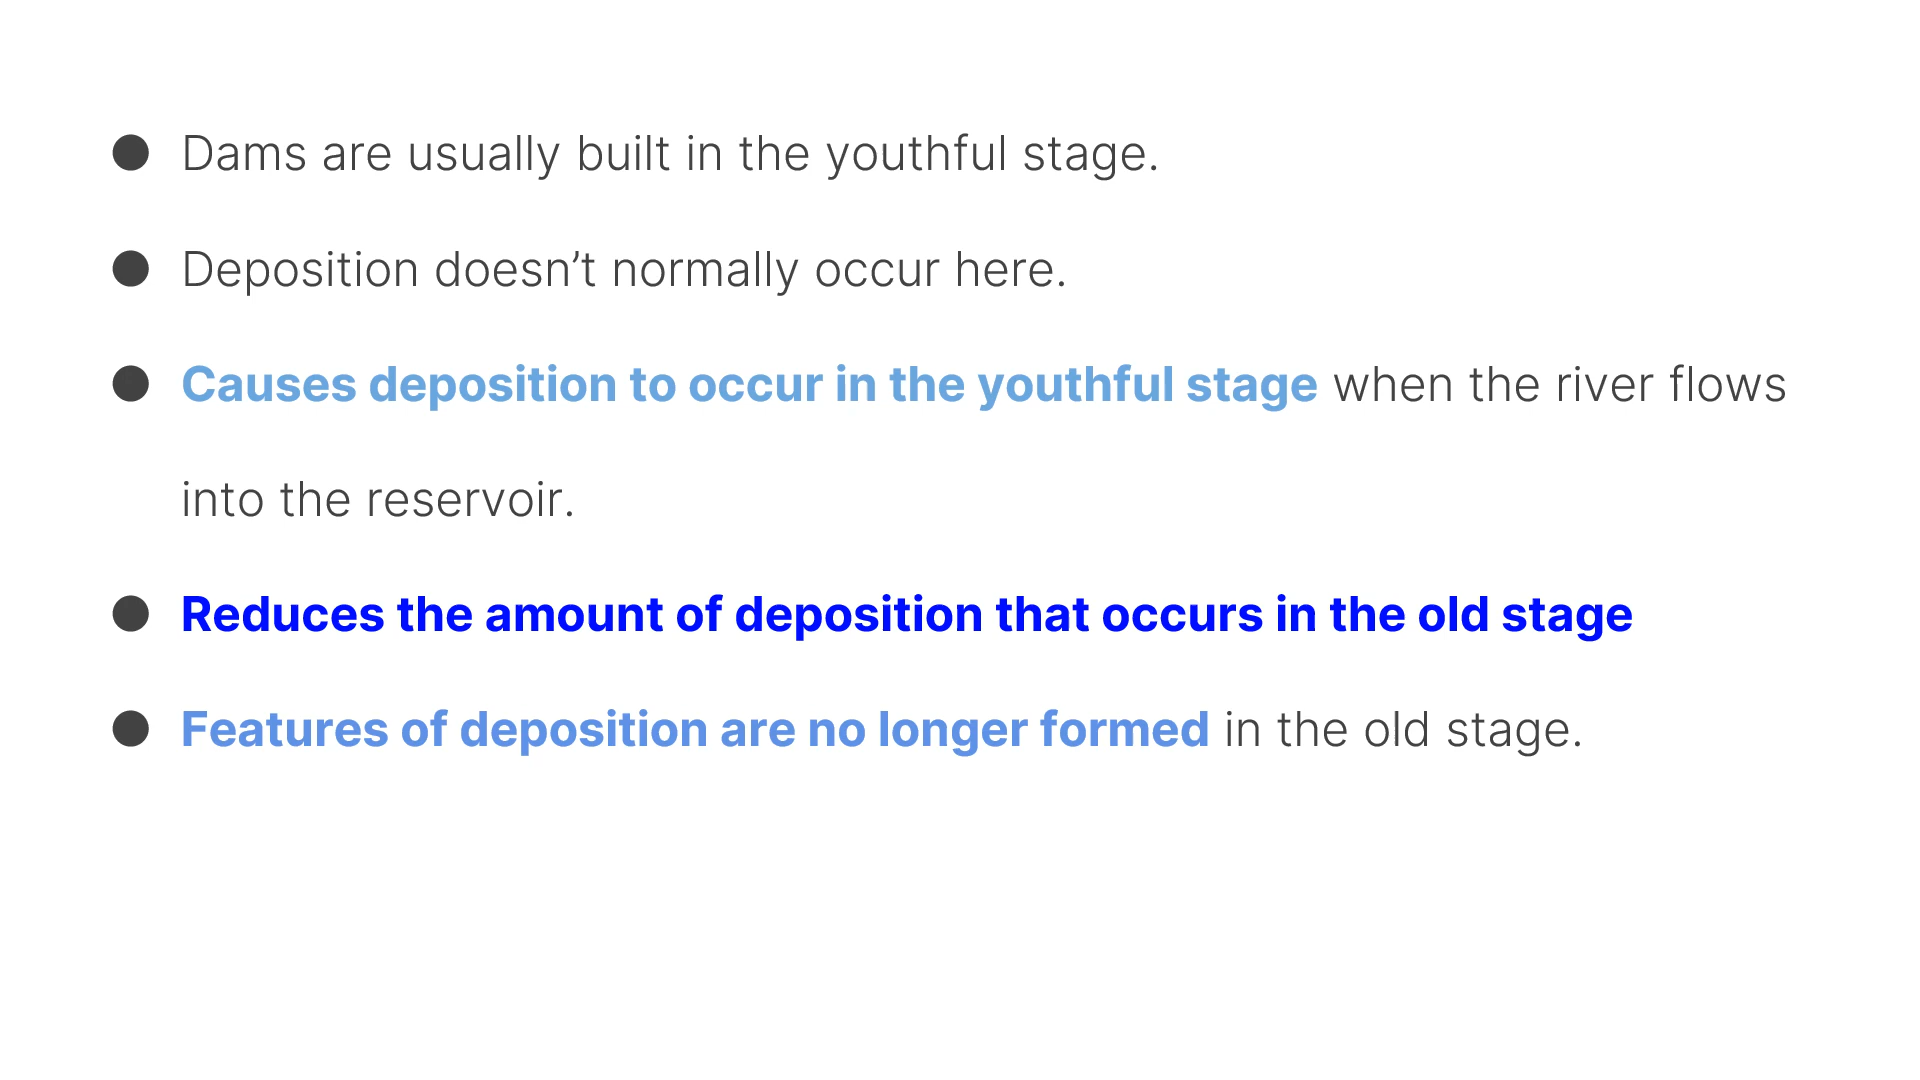 ● Dams are usually built in the youthful stage.
● Deposition doesn’t normally occur here.
● Causes deposition to occur in the youthful stage when the river flows
into the reservoir.
● Reduces the amount of deposition that occurs in the old stage
● Features of deposition are no longer formed in the old stage.